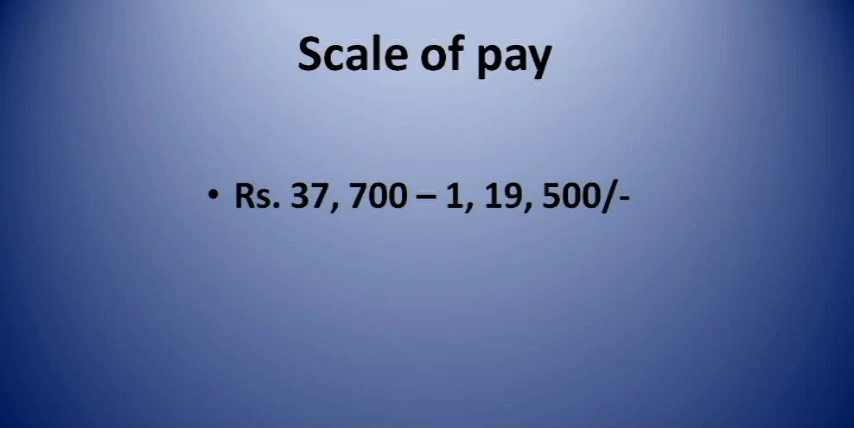 Scale of pay
• Rs. 37, 700 – 1, 19, 500/-